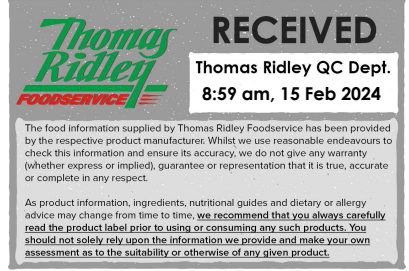 Thomas
Ridley
FOODSERVICE
RECEIVED
Thomas Ridley QC Dept.
8:59 am, 15 Feb 2024
The food information supplied by Thomas Ridley Foodservice has been provided
by the respective product manufacturer. Whilst we use reasonable endeavours to
check this information and ensure its accuracy, we do not give any warranty
(whether express or implied), guarantee or representation that it is true, accurate
or complete in any respect.
As product information, ingredients, nutritional guides and dietary or allergy
advice may change from time to time, we recommend that you always carefully
read the product label prior to using or consuming any such products. You
should not solely rely upon the information we provide and make your own
assessment as to the suitability or otherwise of any given product.